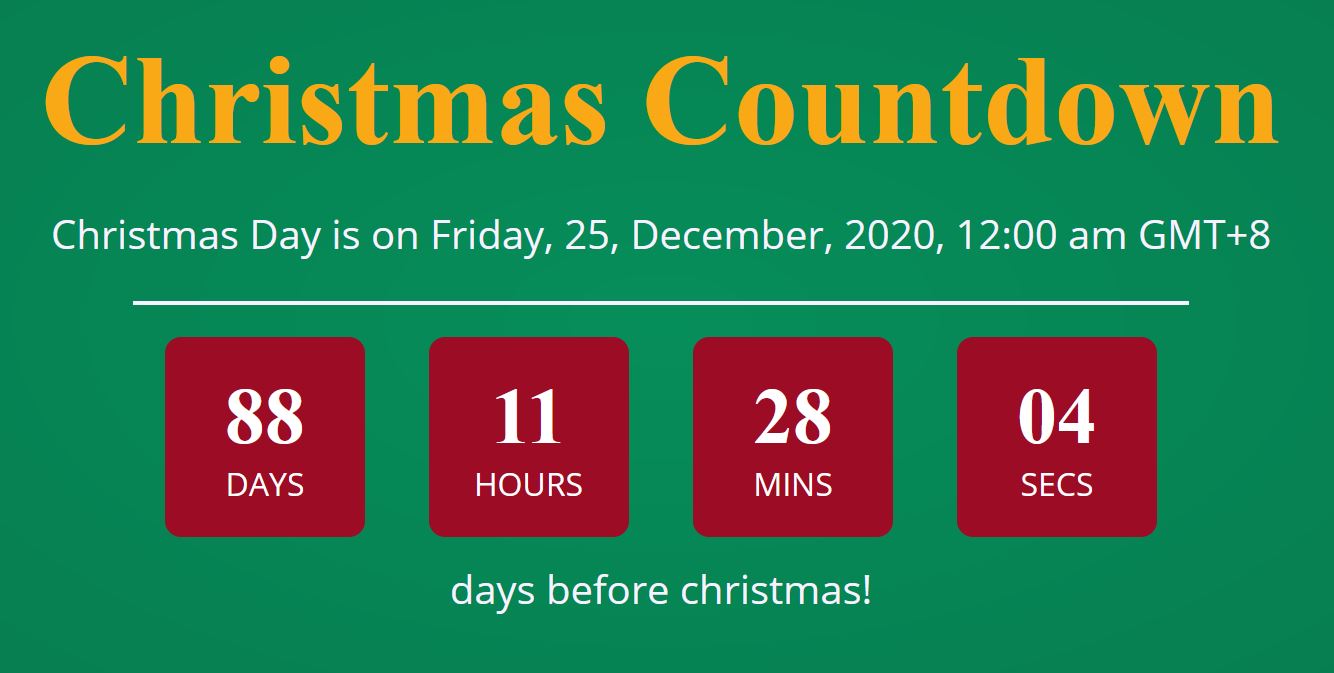 Christmas Countdown
Christmas Day is on Friday, 25, December, 2020, 12:00 am GMT+8
88 11 28 04
DAYS HOURS MINS SECS
days before christmas!